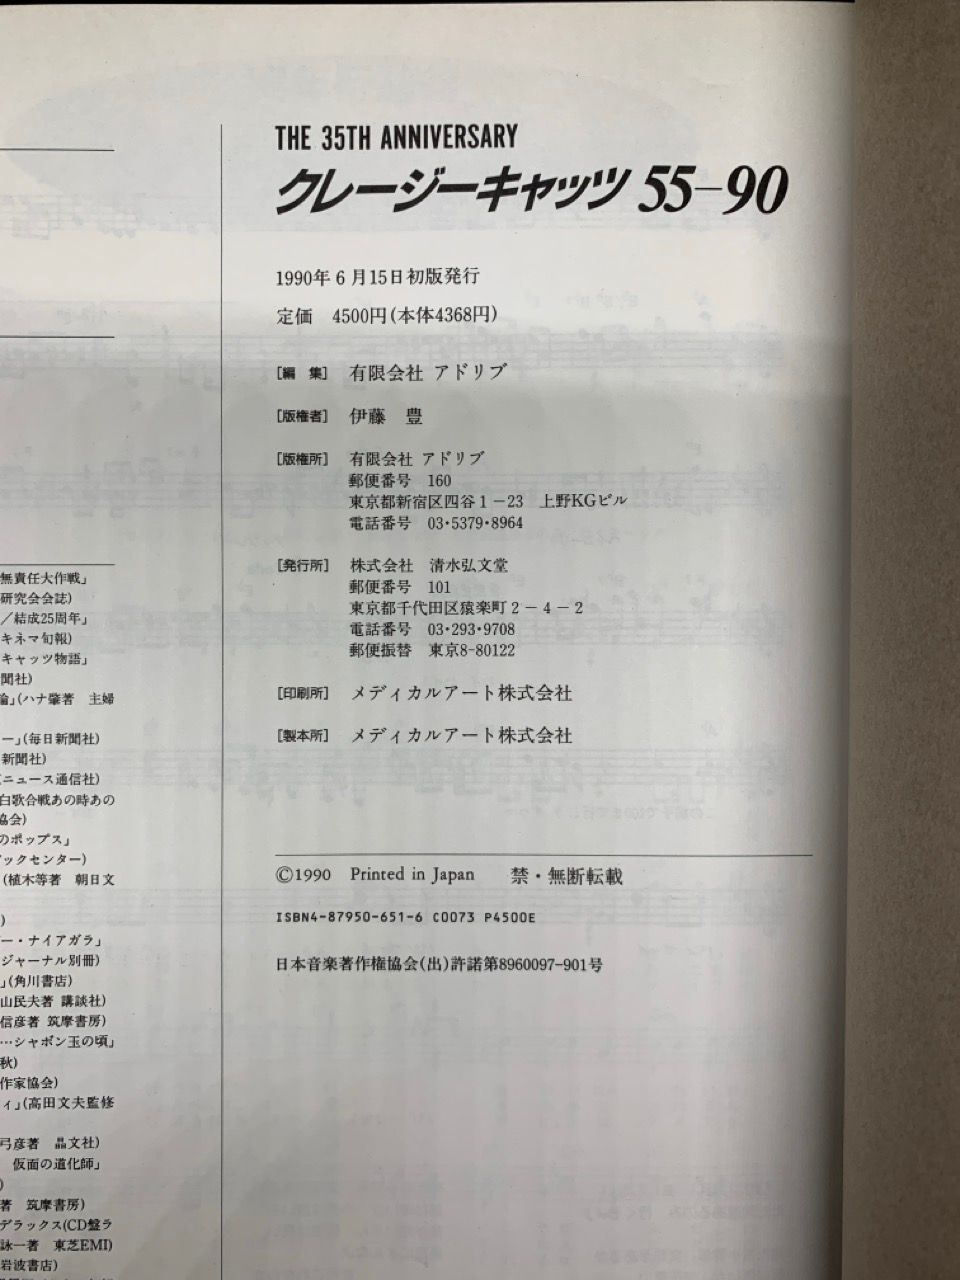 THE 35TH ANNIVERSARY
クレージーキャッツ 55-90
1990年6月15日初版発行
定価　4500円(本体4368円)
［編　集］　有限会社 アドリブ
［版権者］　伊藤　豊
［版権所］　有限会社 アドリブ
郵便番号　160
東京都新宿区四谷1-23　上野KGビル
電話番号　03・5379・8964
［発行所］　株式会社　清水弘文堂
郵便番号　101
東京都千代田区猿楽町2-4-2
電話番号　03・293・9708
郵便振替　東京8-80122
［印刷所］　メディカルアート株式会社
［製本所］　メディカルアート株式会社
©1990　Printed in Japan　禁・無断転載
ISBN4-87950-651-6 C0073 P4500E
日本音楽著作権協会(出)許諾第8960097-901号
無責任大作戦」
研究会会誌)
／結成25周年」
キネマ旬報)
キャッツ物語」
聞社)
論」(ハナ肇著　主婦
ー」(毎日新聞社)
新聞社)
ニュース通信社)
白歌合戦あの時あの
協会)
のポップス」
ックセンター)
(植木等著　朝日文
)
ー・ナイアガラ」
ジャーナル別冊)
」(角川書店)
山民夫著 講談社)
信彦著 筑摩書房)
…シャボン玉の頃」
秋)
作家協会)
ィ」(高田文夫監修
弓彦著　晶文社)
仮面の道化師」
)
著　筑摩書房)
デラックス(CD盤ラ
詠一著　東芝EMI)
岩波書店)